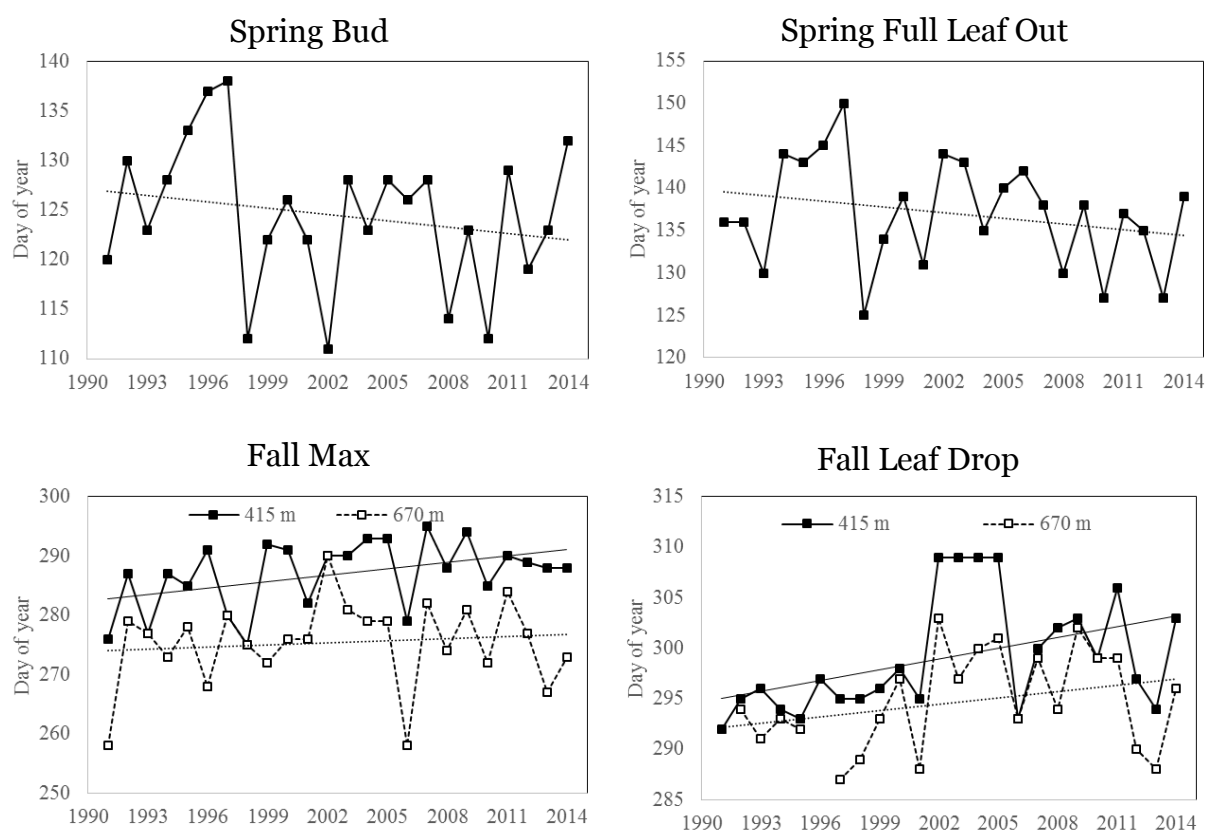 Spring Bud
140
135
130
125
120
115
110
Day of year
1990 1993 1996 1999 2002 2005 2008 2011 2014
Spring Full Leaf Out
155
150
145
140
135
130
125
120
Day of year
1990 1993 1996 1999 2002 2005 2008 2011 2014
Fall Max
415 m 670 m
300
290
280
270
260
250
Day of year
1990 1993 1996 1999 2002 2005 2008 2011 2014
Fall Leaf Drop
415 m 670 m
315
310
305
300
295
290
285
Day of year
1990 1993 1996 1999 2002 2005 2008 2011 2014